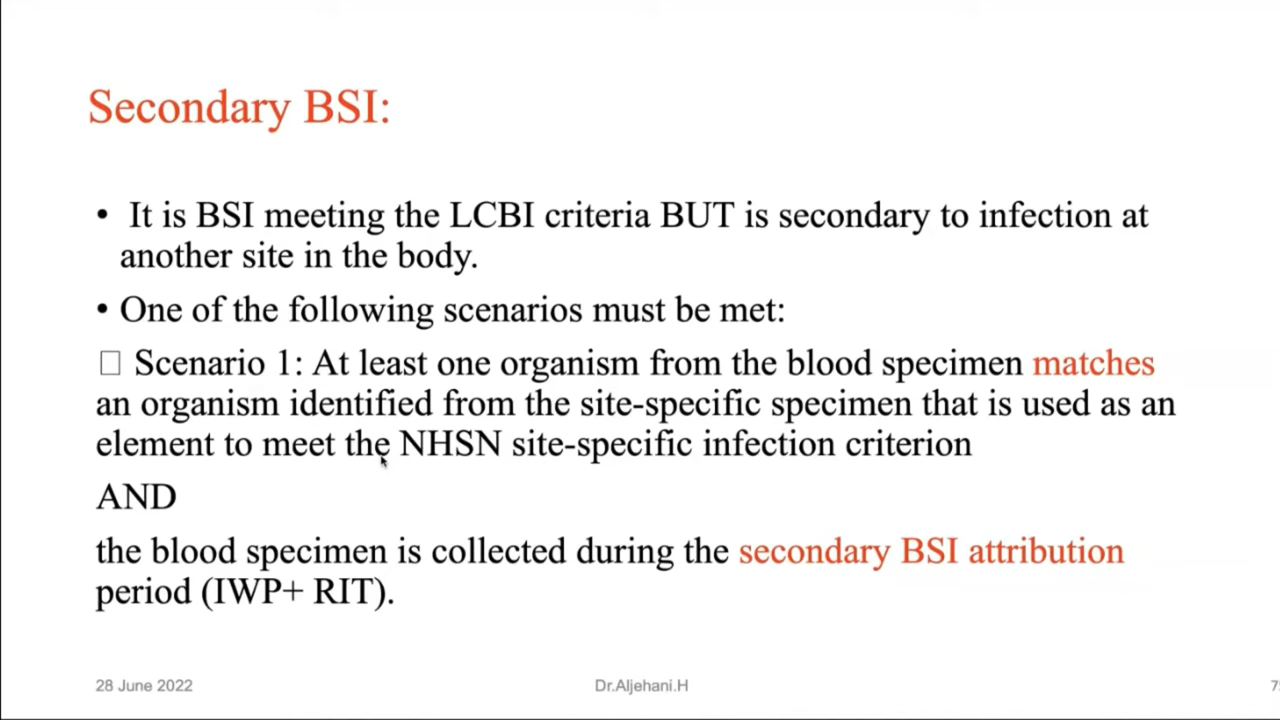 Secondary BSI:
• It is BSI meeting the LCBI criteria BUT is secondary to infection at
another site in the body.
• One of the following scenarios must be met:
□ Scenario 1: At least one organism from the blood specimen matches
an organism identified from the site-specific specimen that is used as an
element to meet the NHSN site-specific infection criterion
AND
the blood specimen is collected during the secondary BSI attribution
period (IWP+ RIT).
28 June 2022
Dr.Aljehani.H